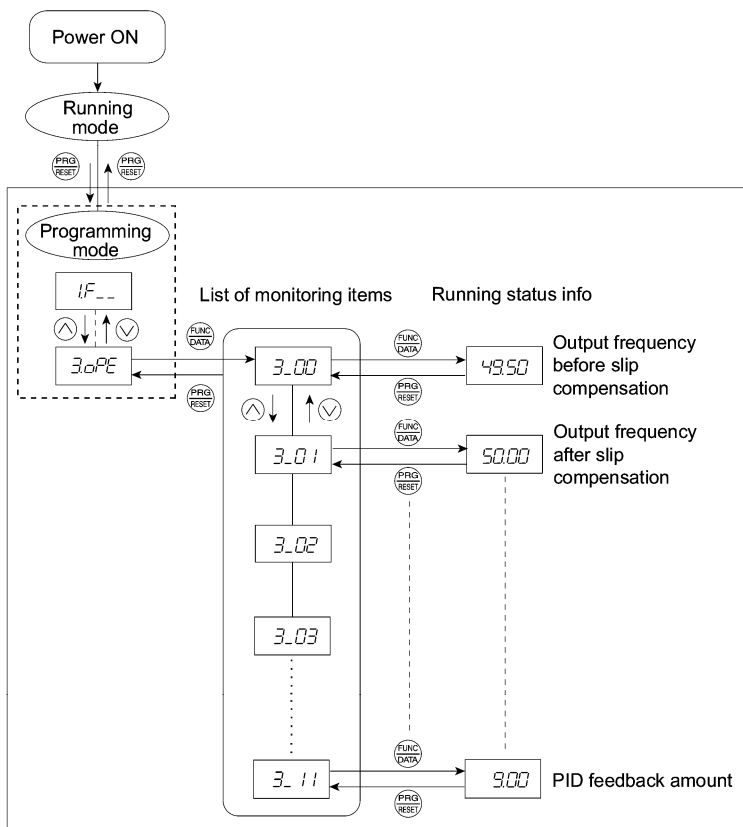 Power ON
Running
mode
PRG
RESET
PRG
RESET
Programming
mode
1.F__
3.oPE
List of monitoring items
Running status info
FUNC
DATA
PRG
RESET
3_00
FUNC
DATA
PRG
RESET
49.50
Output frequency
before slip
compensation
3_01
FUNC
DATA
PRG
RESET
50.00
Output frequency
after slip
compensation
3_02
3_03
3_11
FUNC
DATA
PRG
RESET
9.00
PID feedback amount